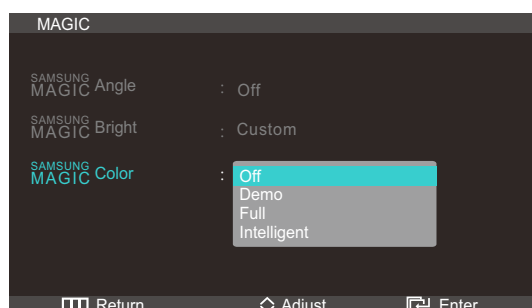 MAGIC
SAMSUNG
MAGIC Angle : Off
SAMSUNG
MAGIC Bright : Custom
SAMSUNG
MAGIC Color : Off
Demo
Full
Intelligent
Return Adjust Enter